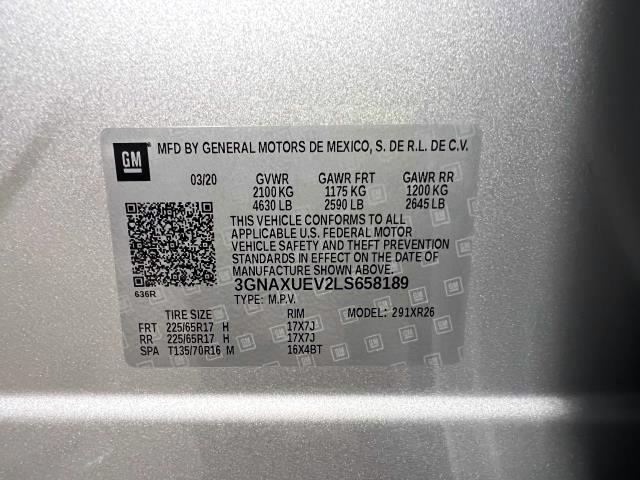 GM
MFD BY GENERAL MOTORS DE MEXICO, S. DE R.L. DE C.V.
03/20 GVWR GAWR FRT GAWR RR
2100 KG 1175 KG 1200 KG
4630 LB 2590 LB 2645 LB
THIS VEHICLE CONFORMS TO ALL
APPLICABLE U.S. FEDERAL MOTOR
VEHICLE SAFETY AND THEFT PREVENTION
STANDARDS IN EFFECT ON THE DATE OF
MANUFACTURE SHOWN ABOVE.
636R
3GNAXUEV2LS658189
TYPE: M.P.V.
TIRE SIZE RIM MODEL: 291XR26
FRT 225/65R17 H 17X7J
RR 225/65R17 H 17X7J
SPA T135/70R16 M 16X4BT